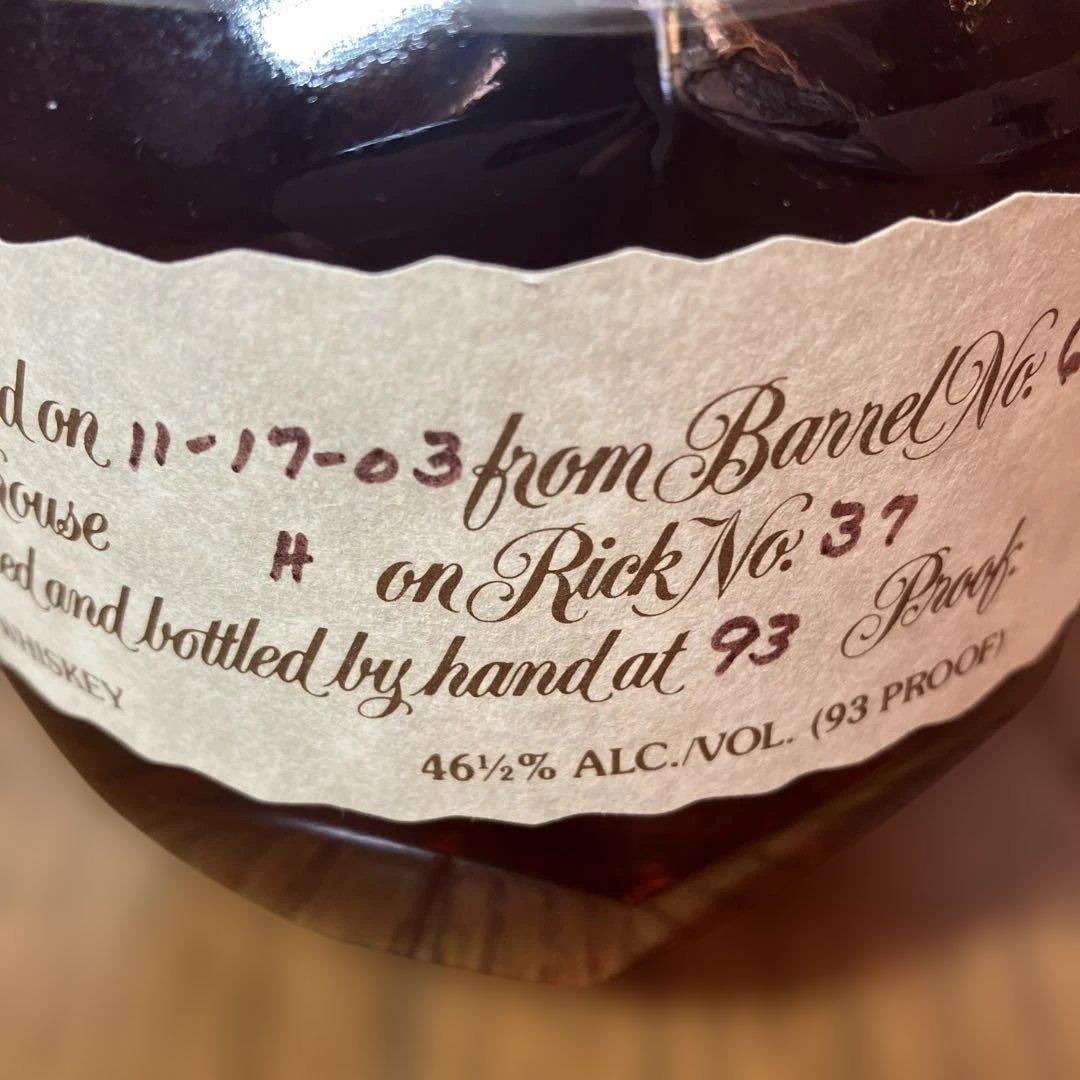 d on 11-17-03 from Barrel No. 6
house H on Rick No. 37
ed and bottled by hand at 93 Proof.
WHISKEY 46½% ALC./VOL. (93 PROOF)